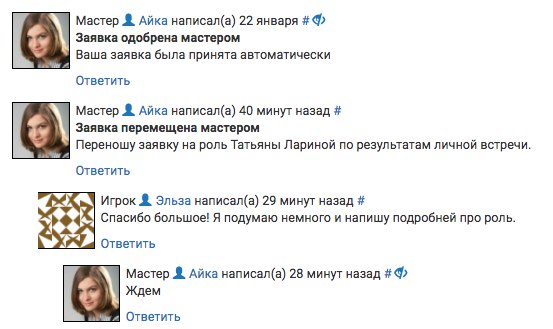 Мастер Айка написал(а) 22 января #
Заявка одобрена мастером
Ваша заявка была принята автоматически
Ответить
Мастер Айка написал(а) 40 минут назад #
Заявка перемещена мастером
Переношу заявку на роль Татьяны Лариной по результатам личной встречи.
Ответить
Игрок Эльза написал(а) 29 минут назад #
Спасибо большое! Я подумаю немного и напишу подробней про роль.
Ответить
Мастер Айка написал(а) 28 минут назад #
Ждем
Ответить